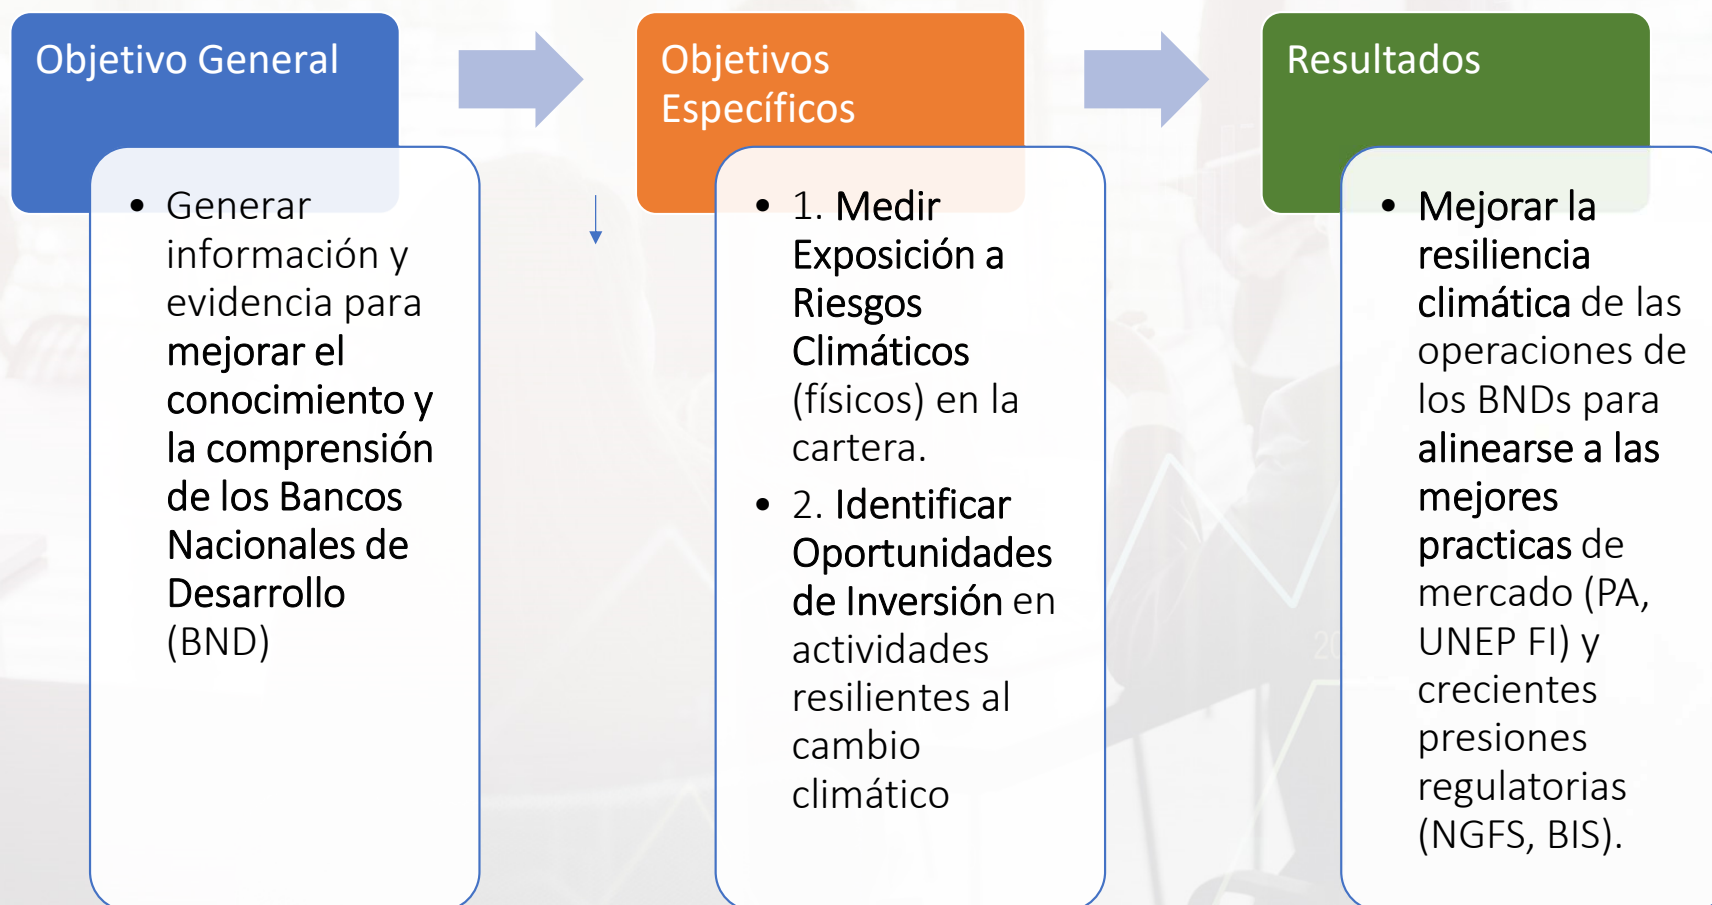 Objetivo General
• Generar
información y
evidencia para
mejorar el
conocimiento y
la comprensión
de los Bancos
Nacionales de
Desarrollo
(BND)
Objetivos
Específicos
• 1. Medir
Exposición a
Riesgos
Climáticos
(físicos) en la
cartera.
• 2. Identificar
Oportunidades
de Inversión en
actividades
resilientes al
cambio
climático
Resultados
• Mejorar la
resiliencia
climática de las
operaciones de
los BNDs para
alinearse a las
mejores
practicas de
mercado (PA,
UNEP FI) y
crecientes
presiones
regulatorias
(NGFS, BIS).